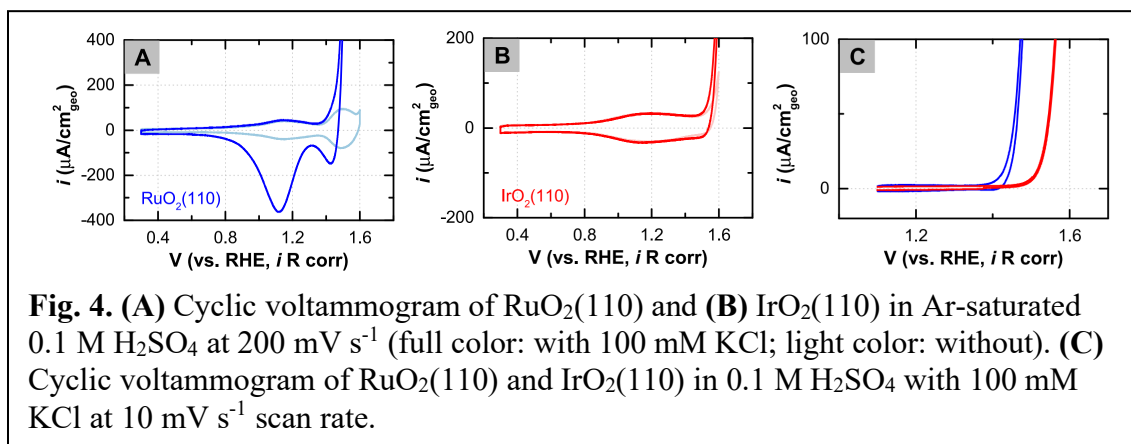 400
200
0
-200
-400
A
i (µA/cm²geo)
RuO₂(110)
0.4 0.8 1.2 1.6
V (vs. RHE, i R corr)
200
0
-200
B
i (µA/cm²geo)
IrO₂(110)
0.4 0.8 1.2 1.6
V (vs. RHE, i R corr)
100
0
C
i (µA/cm²geo)
1.2 1.6
V (vs. RHE, i R corr)
Fig. 4. (A) Cyclic voltammogram of RuO₂(110) and (B) IrO₂(110) in Ar-saturated
0.1 M H₂SO₄ at 200 mV s⁻¹ (full color: with 100 mM KCl; light color: without). (C)
Cyclic voltammogram of RuO₂(110) and IrO₂(110) in 0.1 M H₂SO₄ with 100 mM
KCl at 10 mV s⁻¹ scan rate.